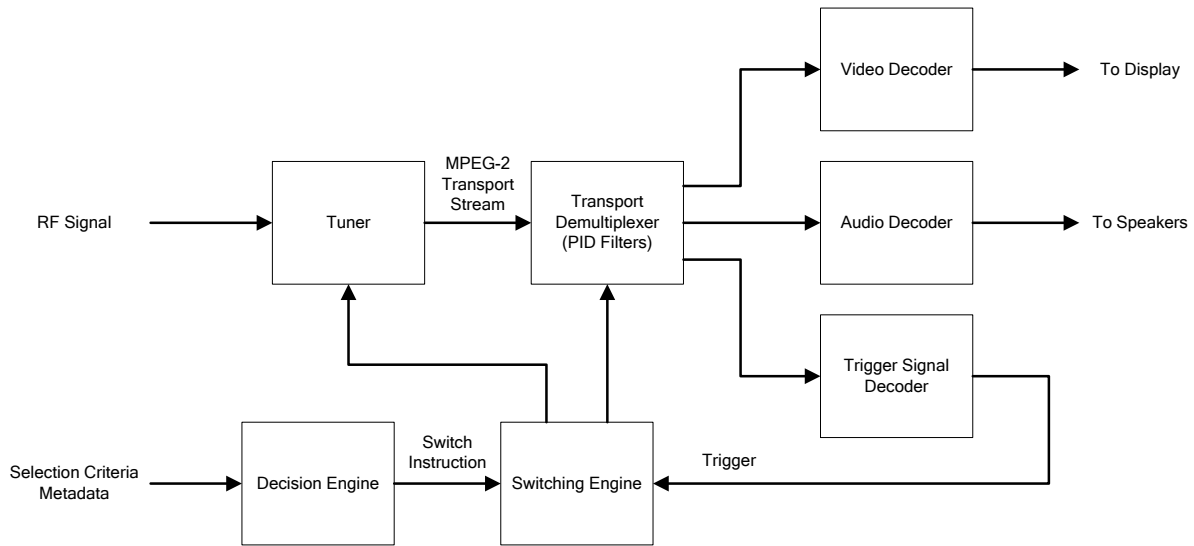 Video Decoder
To Display
MPEG-2
Transport
Stream
RF Signal
Tuner
Transport
Demultiplexer
(PID Filters)
Audio Decoder
To Speakers
Trigger Signal
Decoder
Selection Criteria
Metadata
Decision Engine
Switch
Instruction
Switching Engine
Trigger